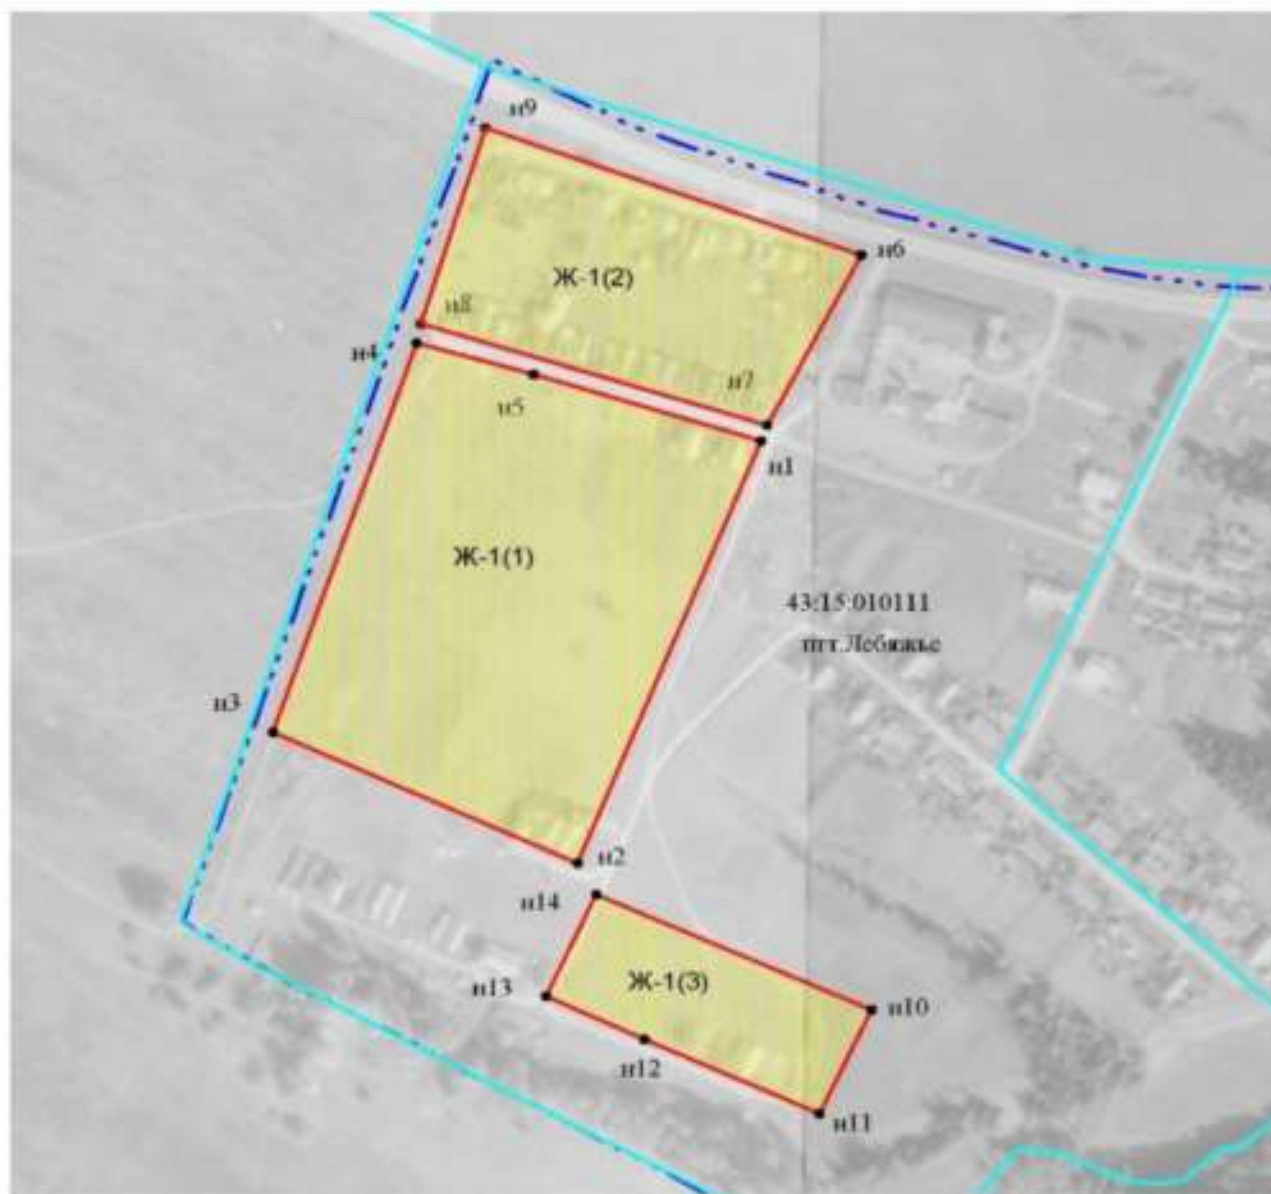 н9
н6
Ж-1(2)
н8
н4
н7
н5
н1
Ж-1(1)
43:15:010111
пгт.Лебяжье
н3
н2
н14
Ж-1(3)
н13
н10
н12
н11